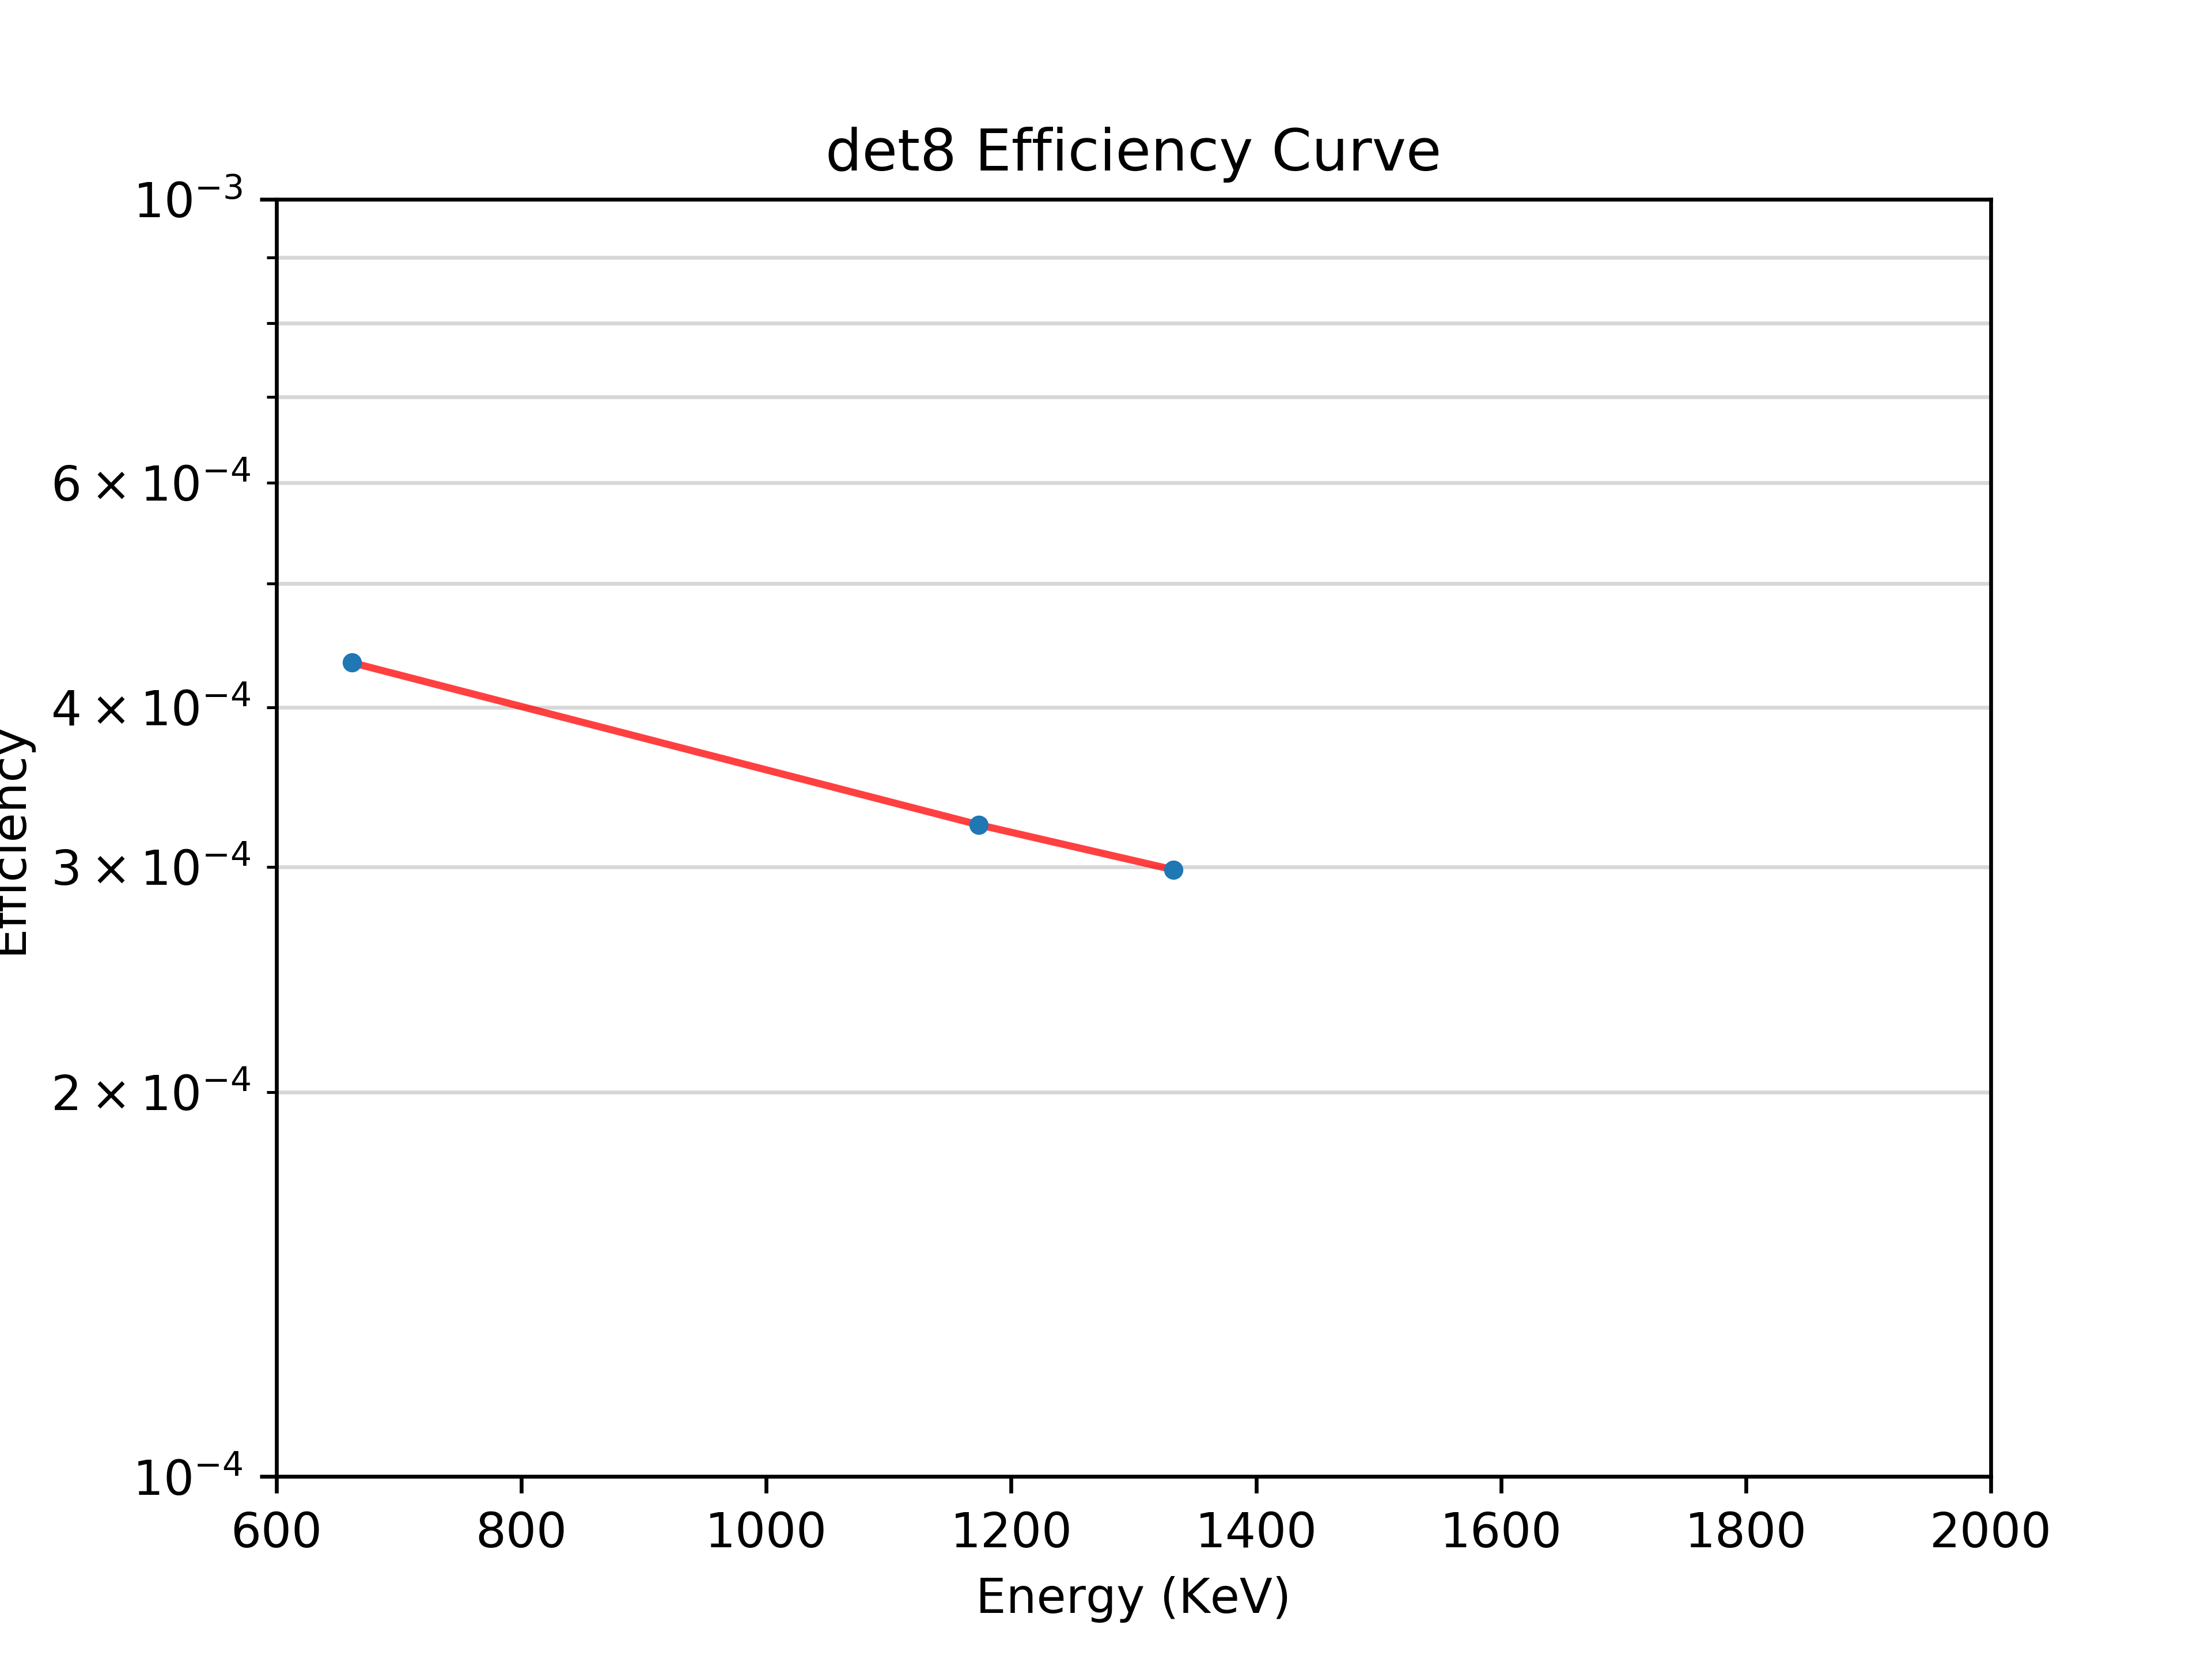 det8 Efficiency Curve
10⁻³
6 × 10⁻⁴
4 × 10⁻⁴
3 × 10⁻⁴
2 × 10⁻⁴
10⁻⁴
Efficiency
600 800 1000 1200 1400 1600 1800 2000
Energy (KeV)